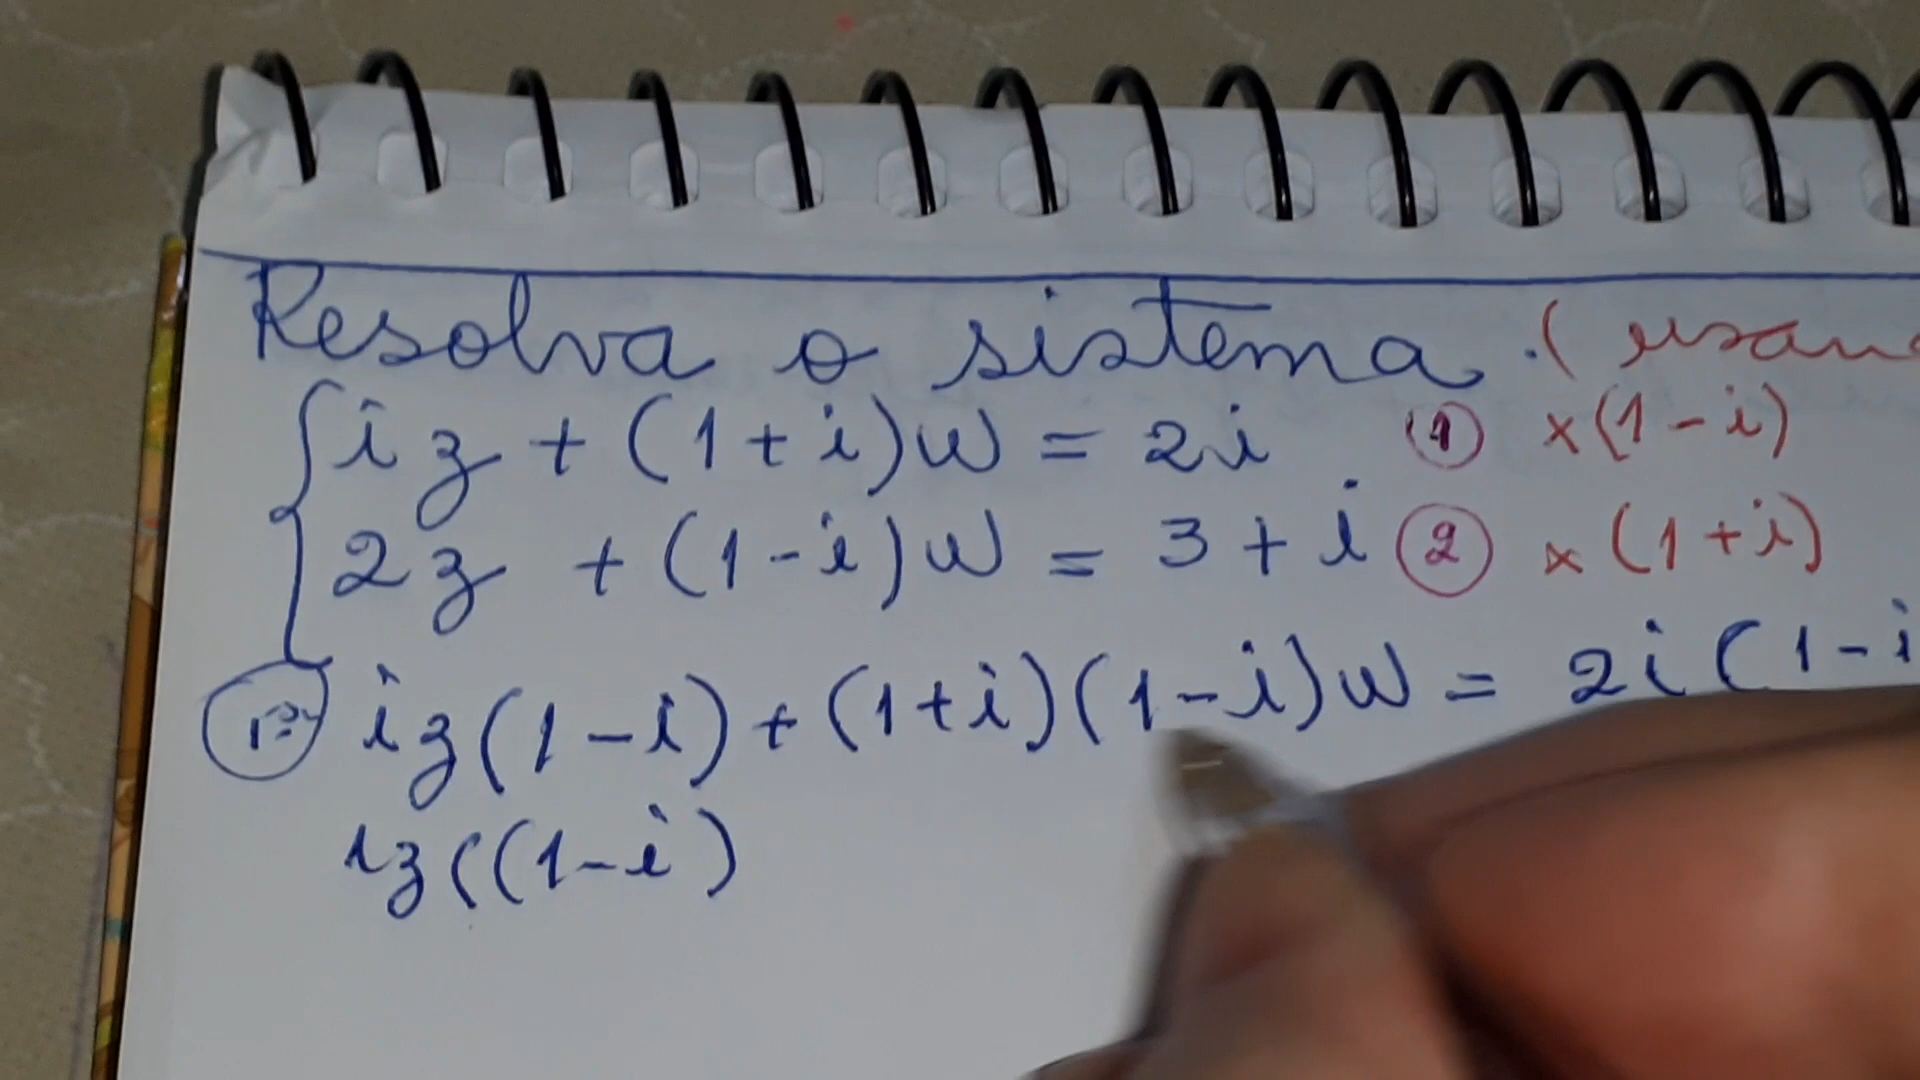 Resolva o sistema. (
iz + (1+i)w = 2i ① ×(1-i)
2z + (1-i)w = 3+i ② ×(1+i)
1º iz(1-i) + (1+i)(1-i)w = 2i(1-i
iz((1-i)